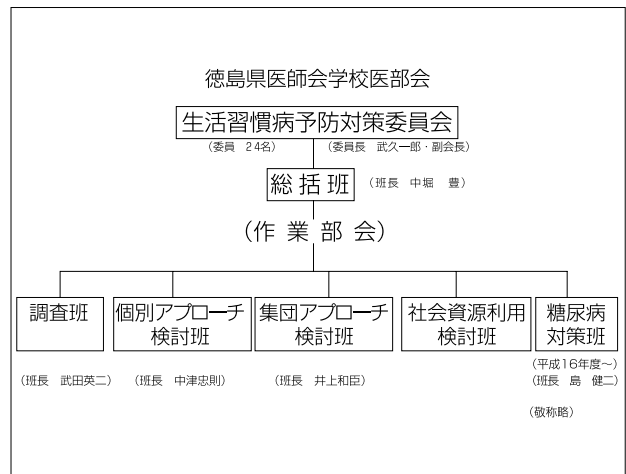 徳島県医師会学校医部会
生活習慣病予防対策委員会
(委員 24名) (委員長 武久一郎・副会長)
総 括 班 (班長 中堀 豊)
(作 業 部 会)
調査班
個別アプローチ
検討班
集団アプローチ
検討班
社会資源利用
検討班
糖尿病
対策班
(平成16年度~)
(班長 武田英二) (班長 中津忠則) (班長 井上和臣) (班長 島 健二)
(敬称略)